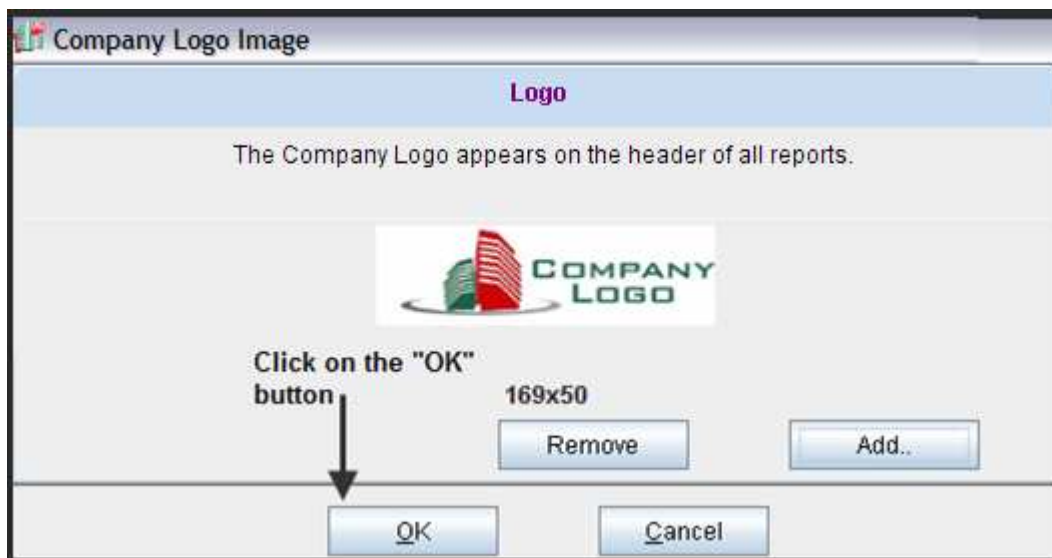 Company Logo Image
Logo
The Company Logo appears on the header of all reports.
COMPANY
LOGO
Click on the "OK"
button
169x50
Remove
Add..
OK
Cancel